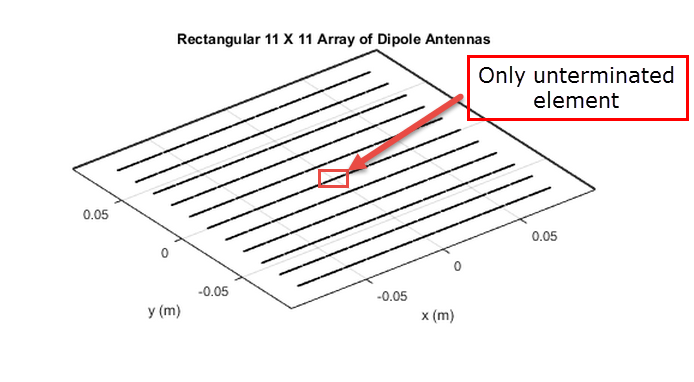 Rectangular 11 X 11 Array of Dipole Antennas
Only unterminated
element
0.05
0
-0.05
y (m)
0.05
0
-0.05
x (m)